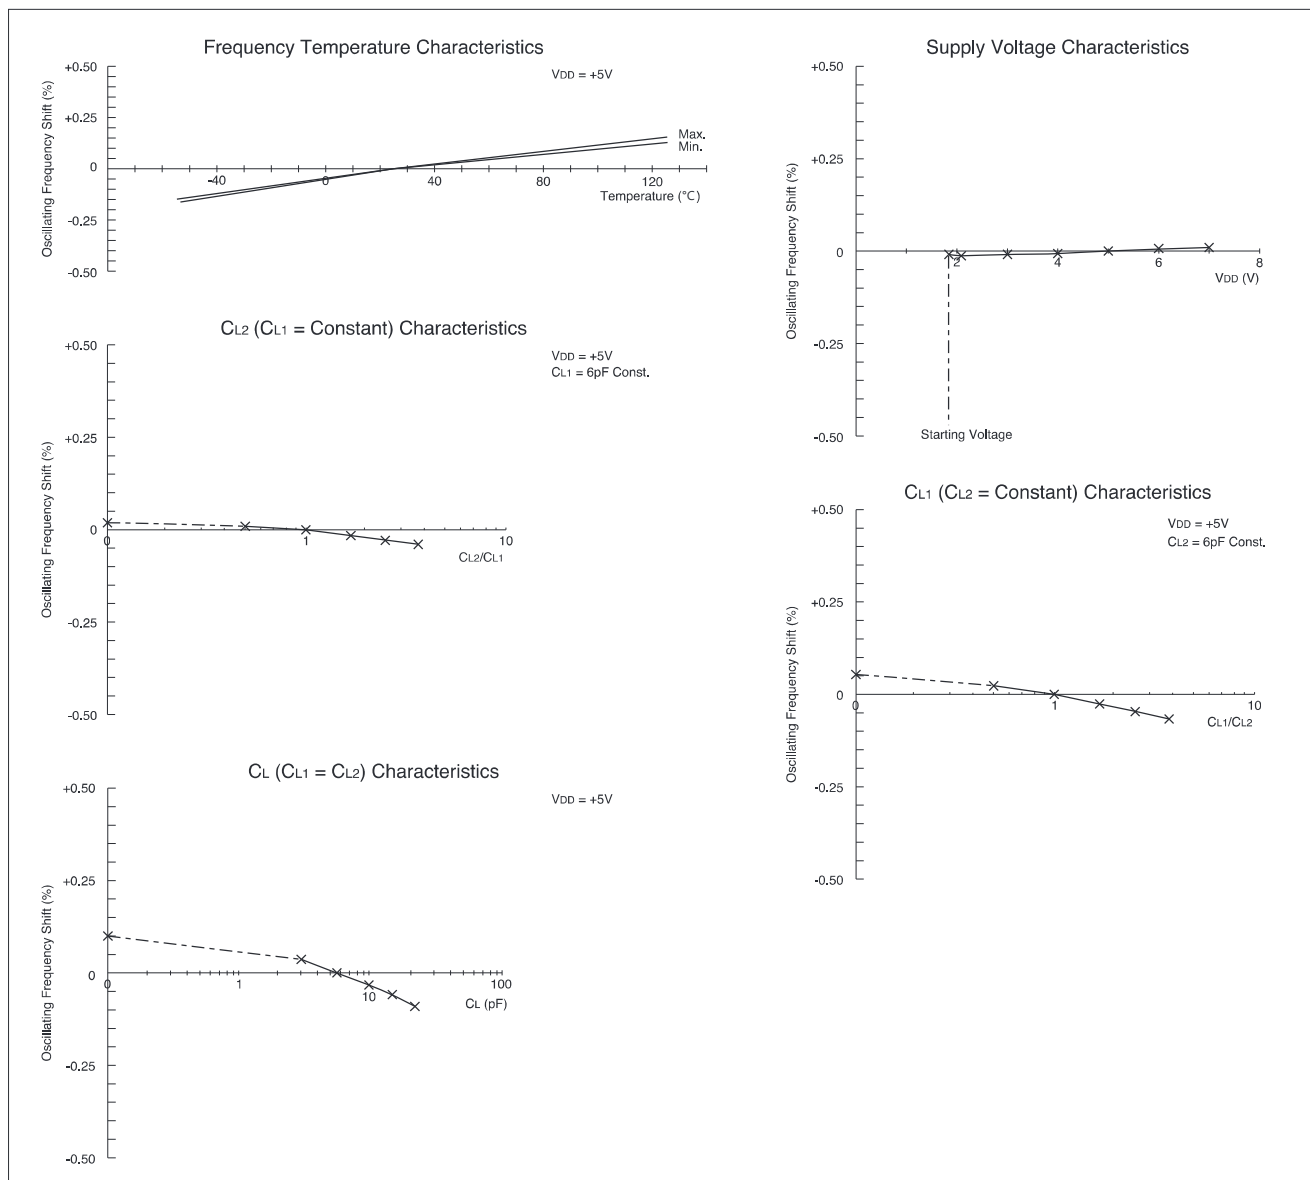 Frequency Temperature Characteristics
VDD = +5V
Oscillating Frequency Shift (%)
+0.50
+0.25
0
-0.25
-0.50
-40
0
40
80
120
Temperature (°C)
Max.
Min.
Supply Voltage Characteristics
Oscillating Frequency Shift (%)
+0.50
+0.25
0
-0.25
-0.50
2
4
6
8
VDD (V)
Starting Voltage
CL2 (CL1 = Constant) Characteristics
VDD = +5V
CL1 = 6pF Const.
Oscillating Frequency Shift (%)
+0.50
+0.25
0
-0.25
-0.50
0
1
10
CL2/CL1
CL1 (CL2 = Constant) Characteristics
VDD = +5V
CL2 = 6pF Const.
Oscillating Frequency Shift (%)
+0.50
+0.25
0
-0.25
-0.50
0
1
10
CL1/CL2
CL (CL1 = CL2) Characteristics
VDD = +5V
Oscillating Frequency Shift (%)
+0.50
+0.25
0
-0.25
-0.50
0
1
10
100
CL (pF)